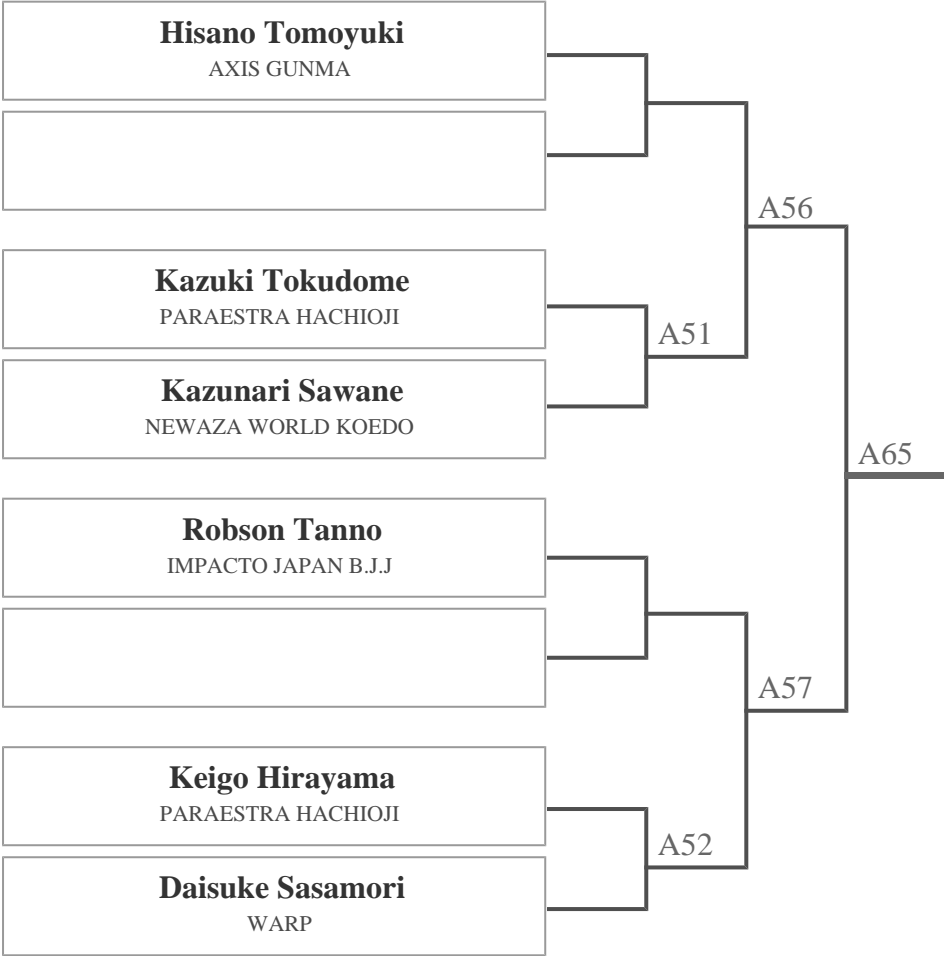 Hisano Tomoyuki
AXIS GUNMA
A56
Kazuki Tokudome
PARAESTRA HACHIOJI
A51
Kazunari Sawane
NEWAZA WORLD KOEDO
A65
Robson Tanno
IMPACTO JAPAN B.J.J
A57
Keigo Hirayama
PARAESTRA HACHIOJI
A52
Daisuke Sasamori
WARP